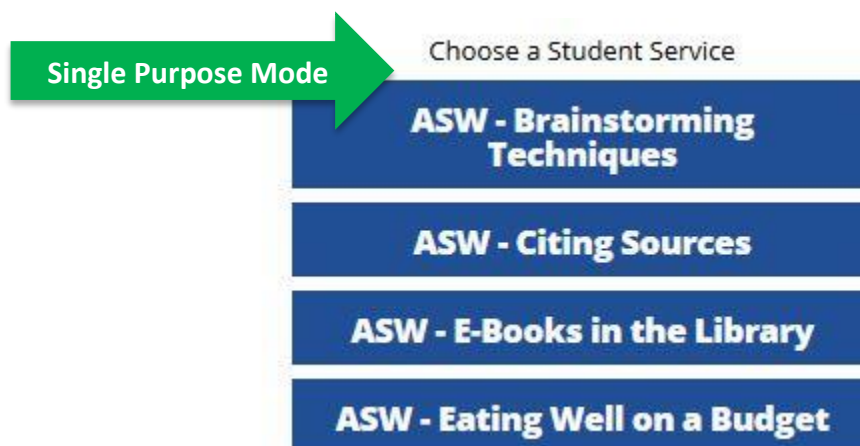 Choose a Student Service
Single Purpose Mode
ASW - Brainstorming
Techniques
ASW - Citing Sources
ASW - E-Books in the Library
ASW - Eating Well on a Budget